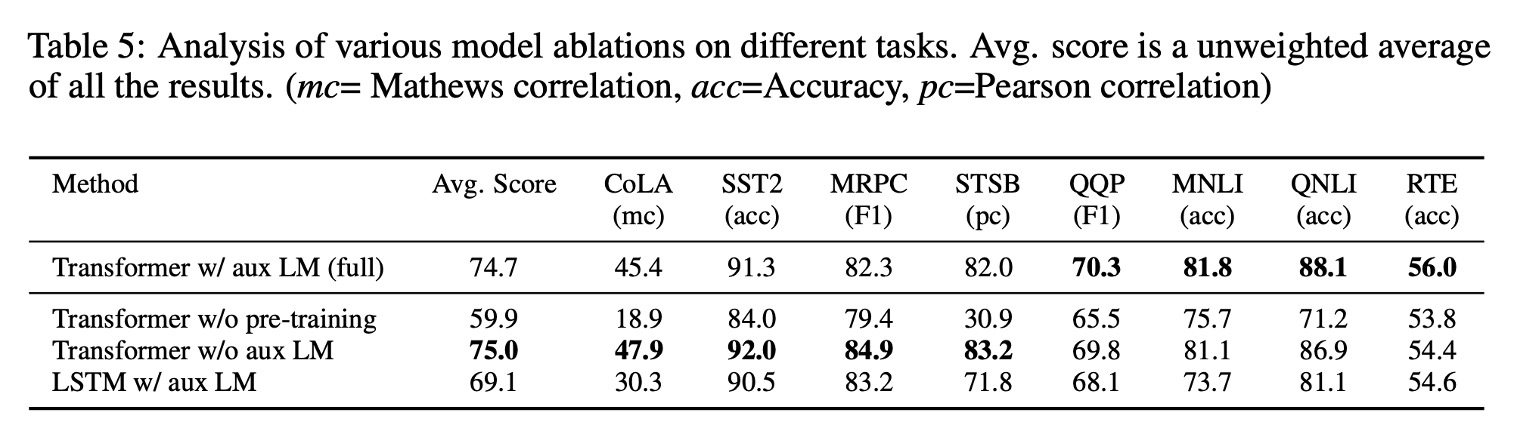 Table 5: Analysis of various model ablations on different tasks. Avg. score is a unweighted average
of all the results. (mc= Mathews correlation, acc=Accuracy, pc=Pearson correlation)
Method Avg. Score CoLA SST2 MRPC STSB QQP MNLI QNLI RTE
(mc) (acc) (F1) (pc) (F1) (acc) (acc) (acc)
Transformer w/ aux LM (full) 74.7 45.4 91.3 82.3 82.0 70.3 81.8 88.1 56.0
Transformer w/o pre-training 59.9 18.9 84.0 79.4 30.9 65.5 75.7 71.2 53.8
Transformer w/o aux LM 75.0 47.9 92.0 84.9 83.2 69.8 81.1 86.9 54.4
LSTM w/ aux LM 69.1 30.3 90.5 83.2 71.8 68.1 73.7 81.1 54.6